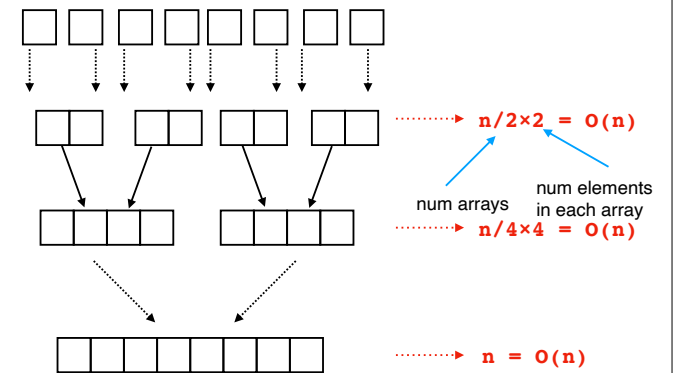 n/2×2 = O(n)
num arrays
num elements
in each array
n/4×4 = O(n)
n = O(n)